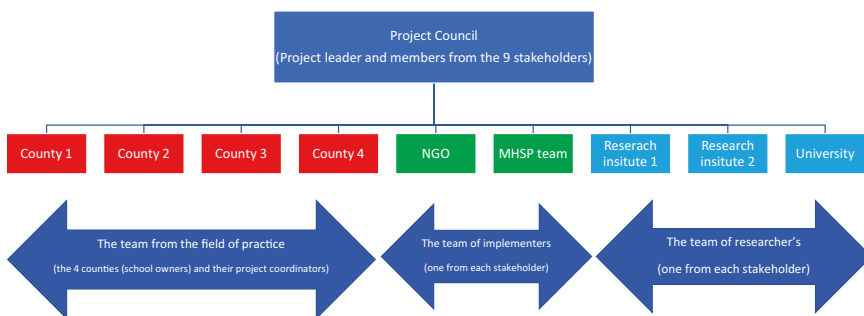 Project Council
(Project leader and members from the 9 stakeholders)
County 1
County 2
County 3
County 4
NGO
MHSP team
Reserach
insitute 1
Research
insitute 2
University
The team from the field of practice
(the 4 counties (school owners) and their project coordinators)
The team of implementers
(one from each stakeholder)
The team of researcher's
(one from each stakeholder)